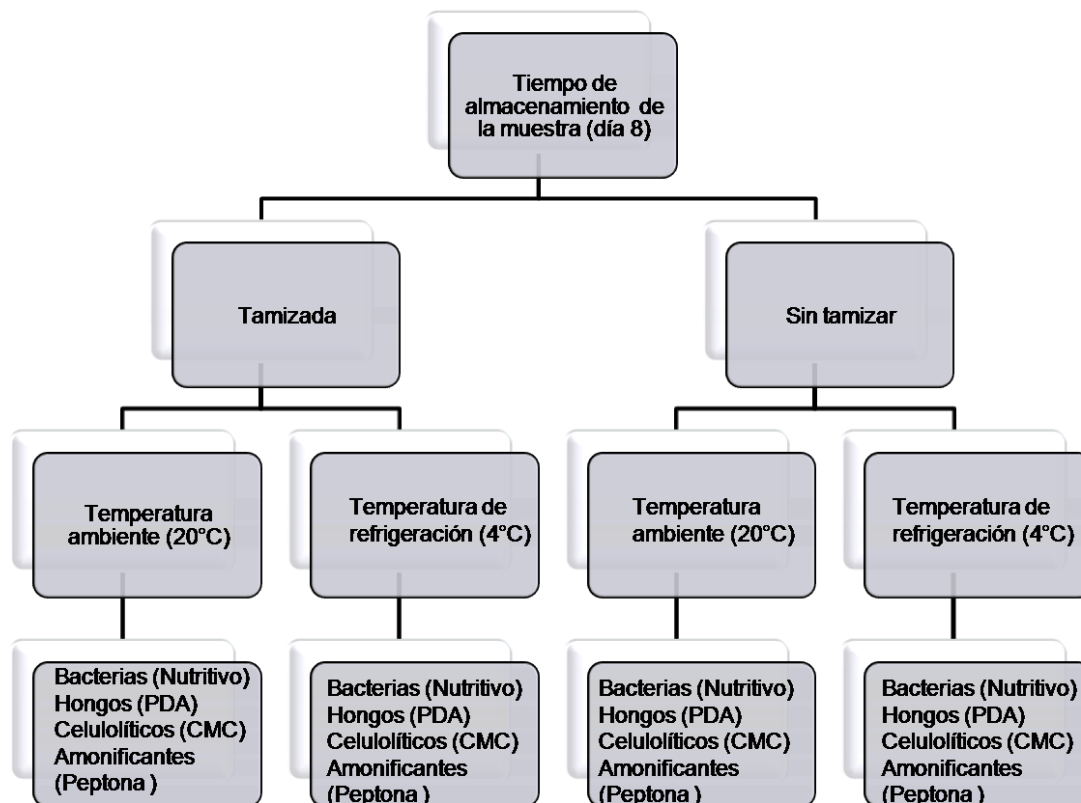 Tiempo de
almacenamiento de
la muestra (día 8)
Tamizada
Sin tamizar
Temperatura
ambiente (20°C)
Temperatura de
refrigeración (4°C)
Temperatura
ambiente (20°C)
Temperatura de
refrigeración (4°C)
Bacterias (Nutritivo)
Hongos (PDA)
Celulolíticos (CMC)
Amonificantes
(Peptona )
Bacterias (Nutritivo)
Hongos (PDA)
Celulolíticos (CMC)
Amonificantes
(Peptona )
Bacterias (Nutritivo)
Hongos (PDA)
Celulolíticos (CMC)
Amonificantes
(Peptona )
Bacterias (Nutritivo)
Hongos (PDA)
Celulolíticos (CMC)
Amonificantes
(Peptona )